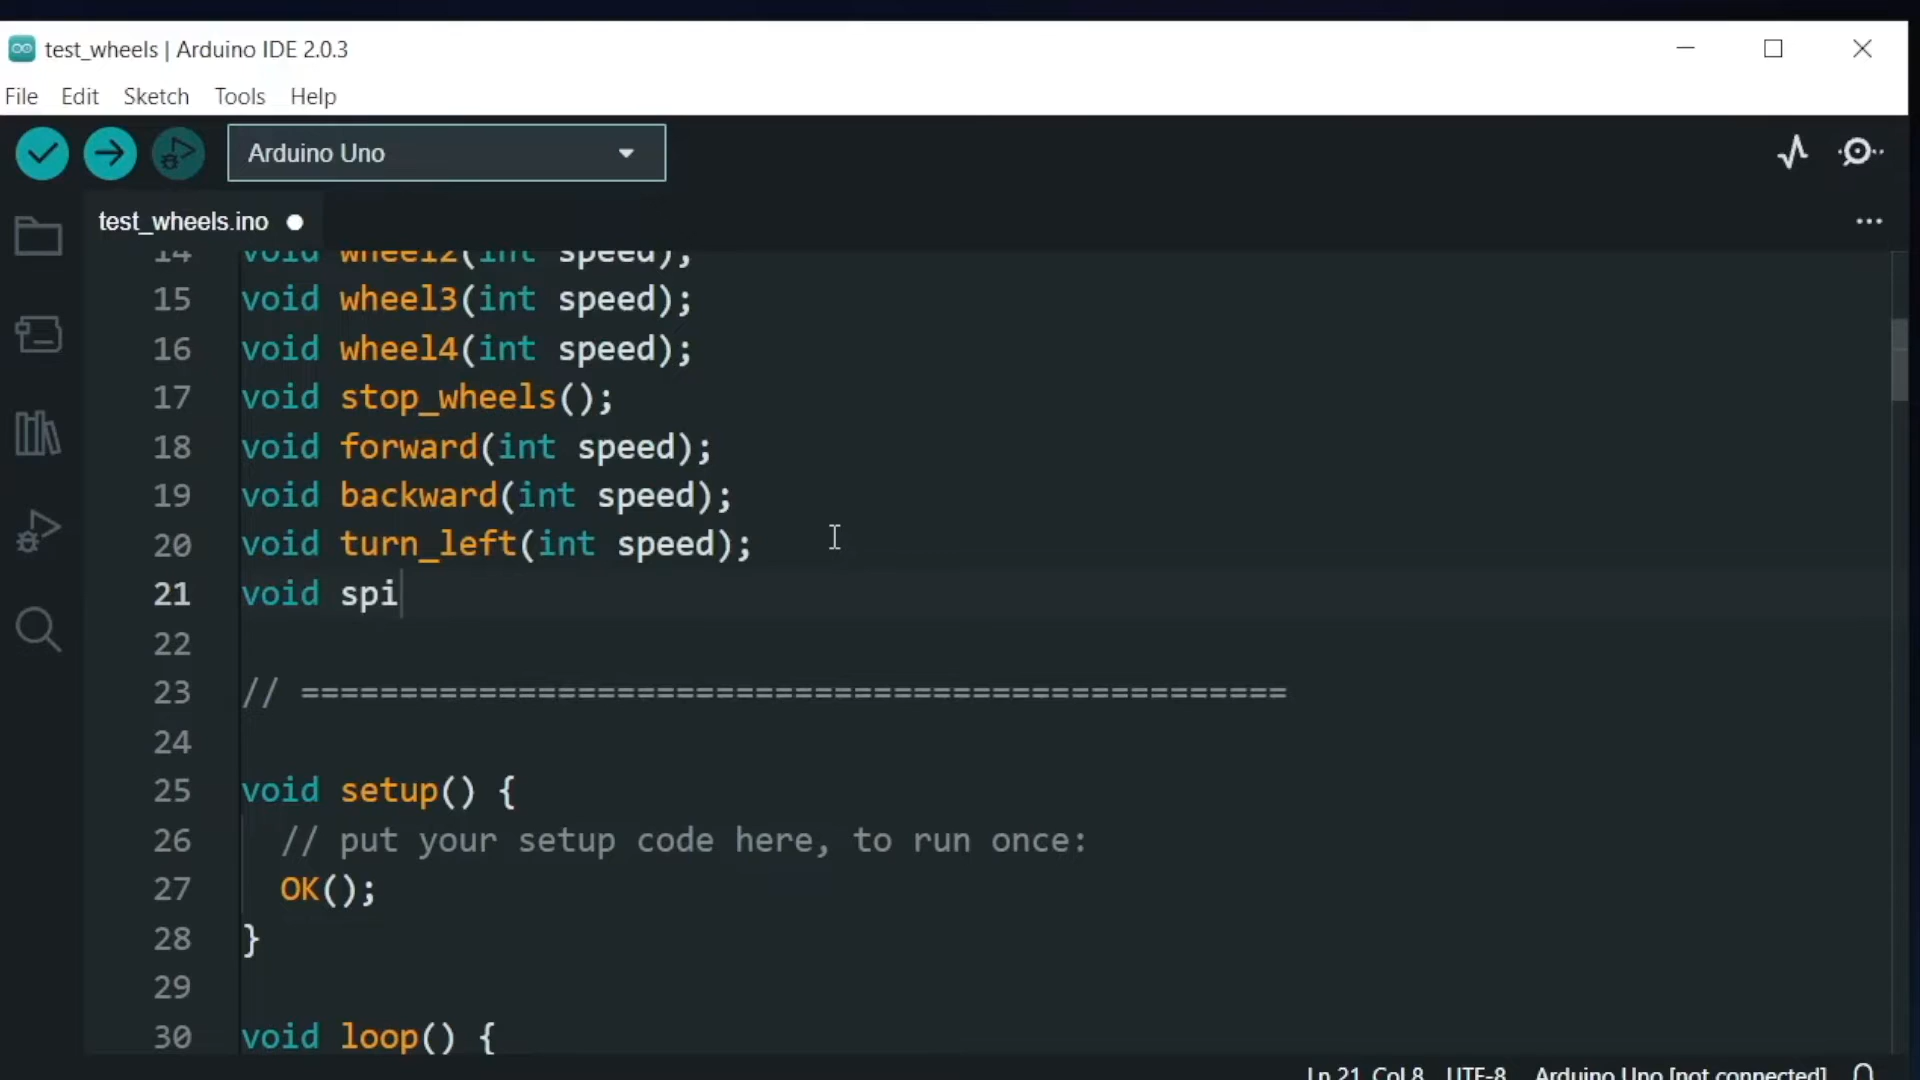 test_wheels | Arduino IDE 2.0.3
File Edit Sketch Tools Help
Arduino Uno
test_wheels.ino
14 void wheel2(int speed);
15 void wheel3(int speed);
16 void wheel4(int speed);
17 void stop_wheels();
18 void forward(int speed);
19 void backward(int speed);
20 void turn_left(int speed);
21 void spi
22
23 // ==================================================
24
25 void setup() {
26 // put your setup code here, to run once:
27 OK();
28 }
29
30 void loop() {
Ln 21, Col 8 UTF-8 Arduino Uno [not connected]